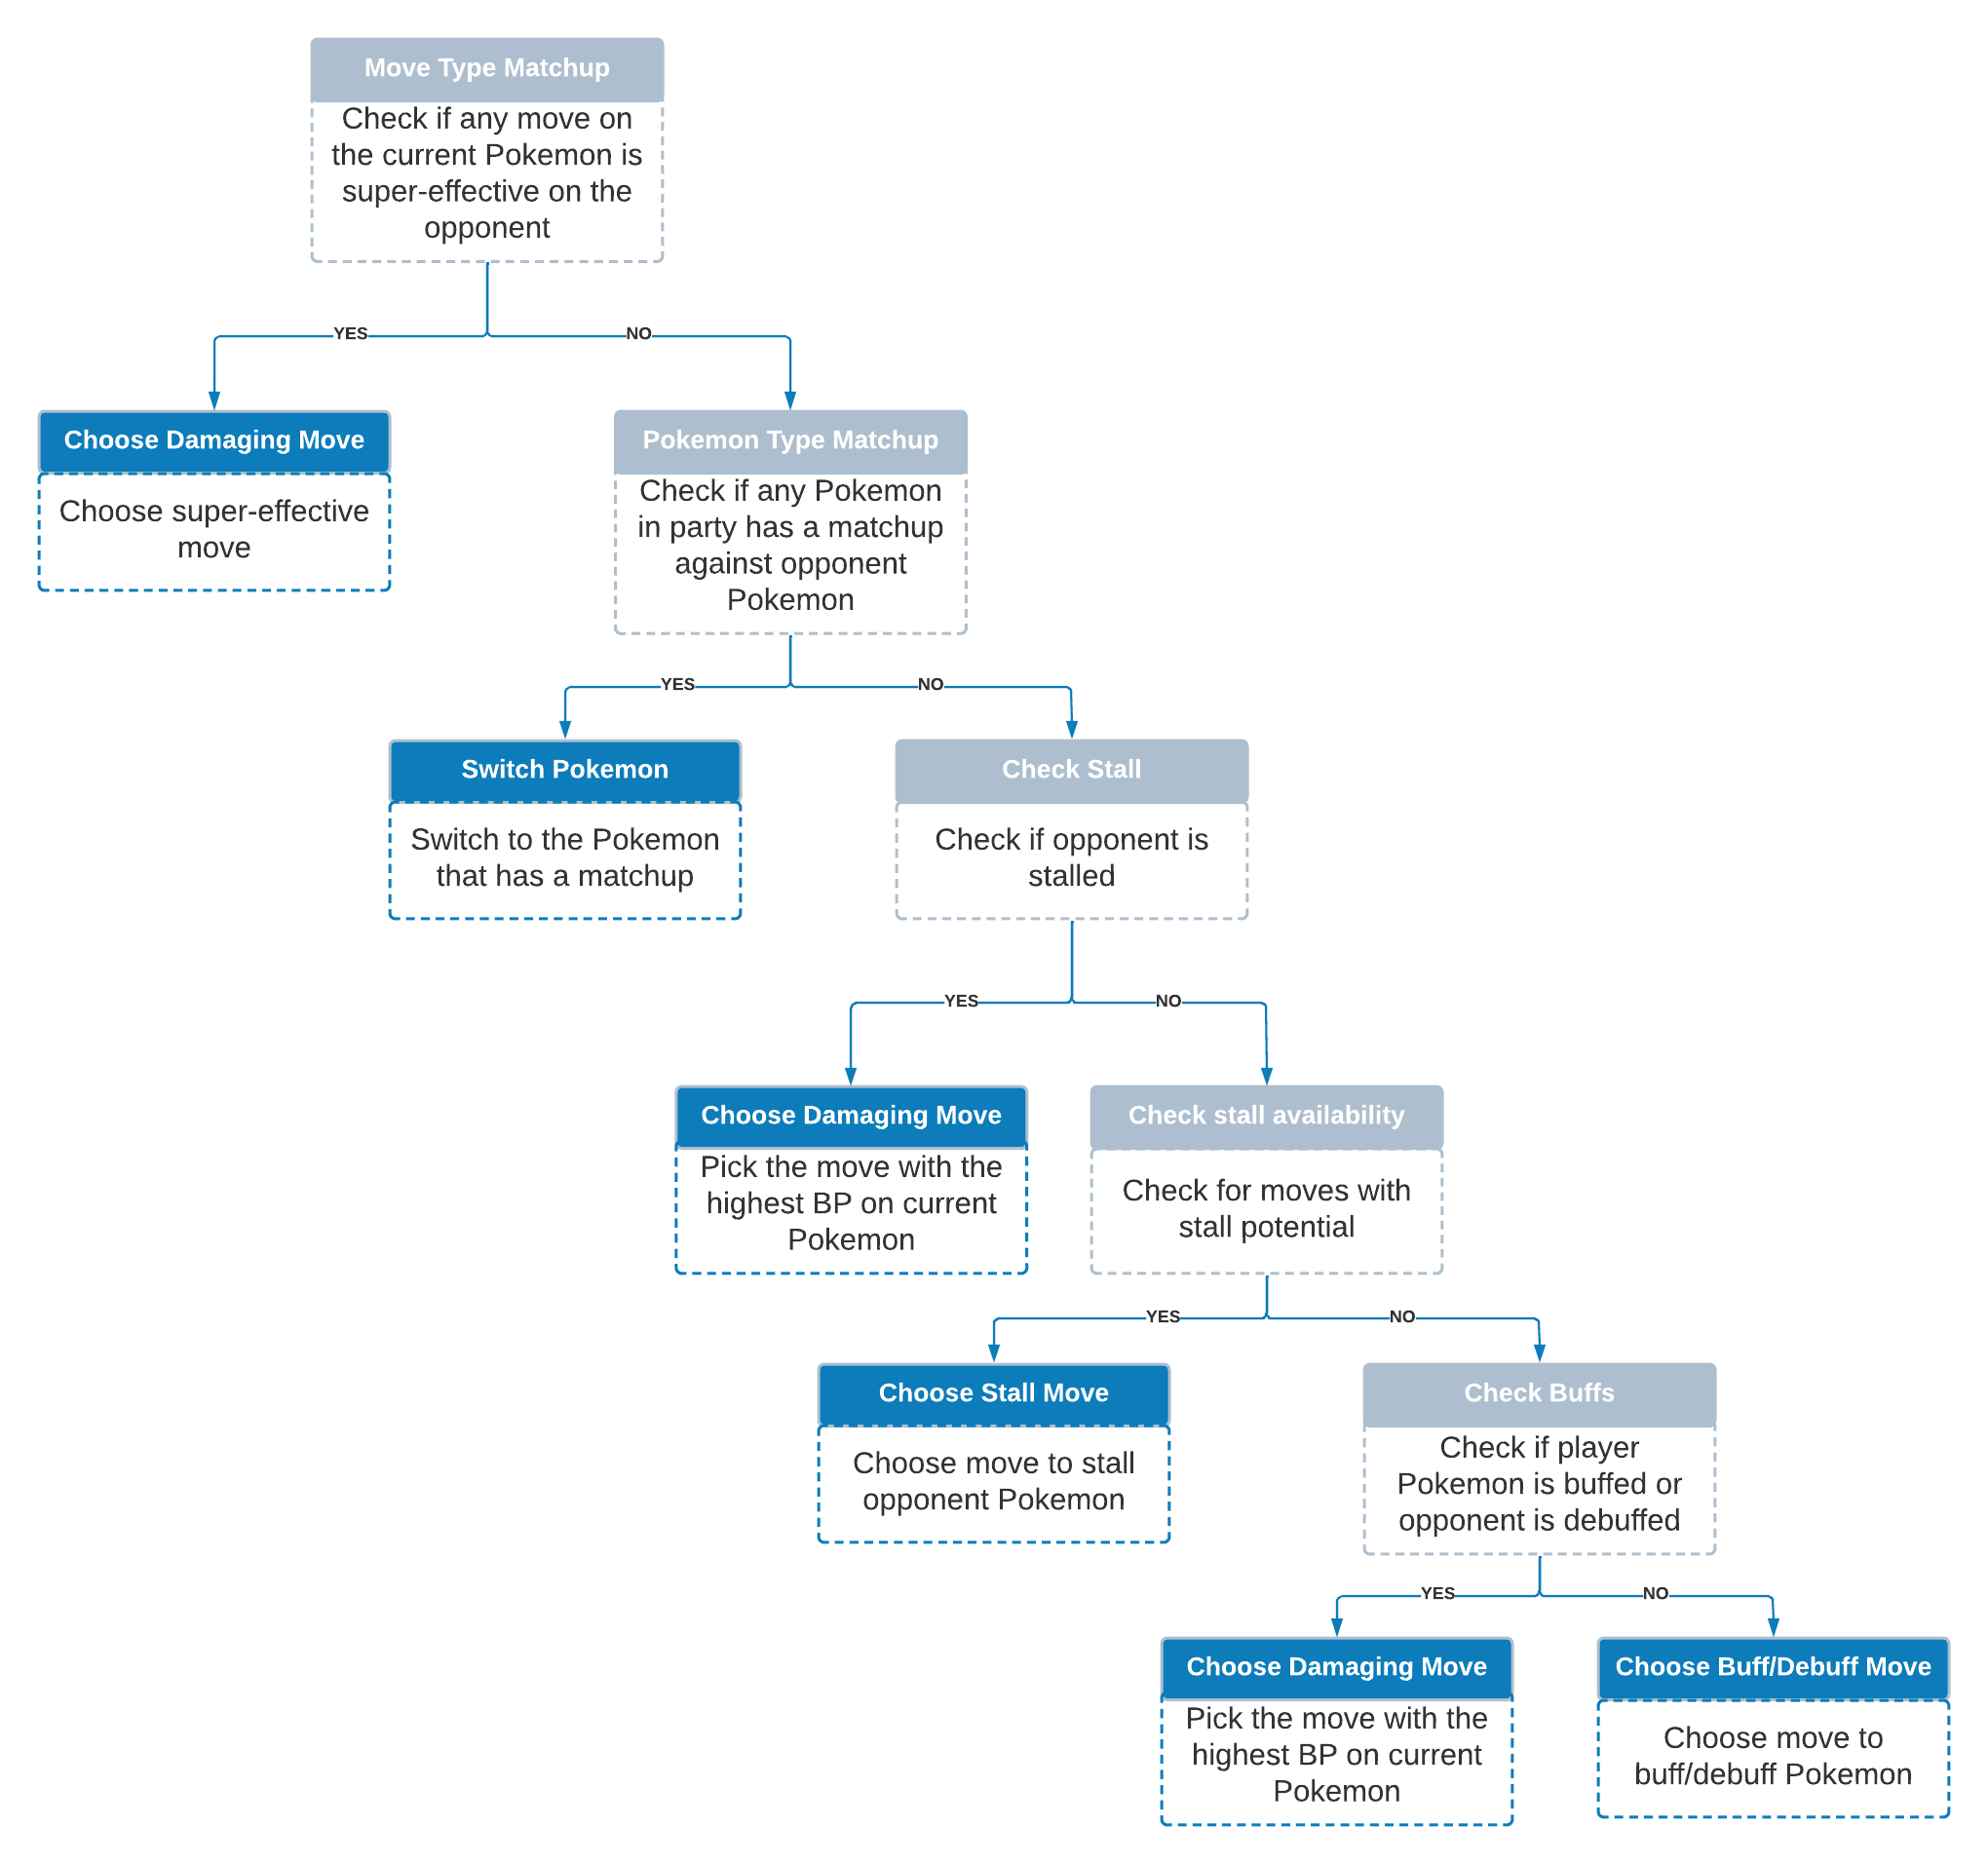 Move Type Matchup
Check if any move on
the current Pokemon is
super-effective on the
opponent
YES
NO
Choose Damaging Move
Choose super-effective
move
Pokemon Type Matchup
Check if any Pokemon
in party has a matchup
against opponent
Pokemon
YES
NO
Switch Pokemon
Switch to the Pokemon
that has a matchup
Check Stall
Check if opponent is
stalled
YES
NO
Choose Damaging Move
Pick the move with the
highest BP on current
Pokemon
Check stall availability
Check for moves with
stall potential
YES
NO
Choose Stall Move
Choose move to stall
opponent Pokemon
Check Buffs
Check if player
Pokemon is buffed or
opponent is debuffed
YES
NO
Choose Damaging Move
Pick the move with the
highest BP on current
Pokemon
Choose Buff/Debuff Move
Choose move to
buff/debuff Pokemon